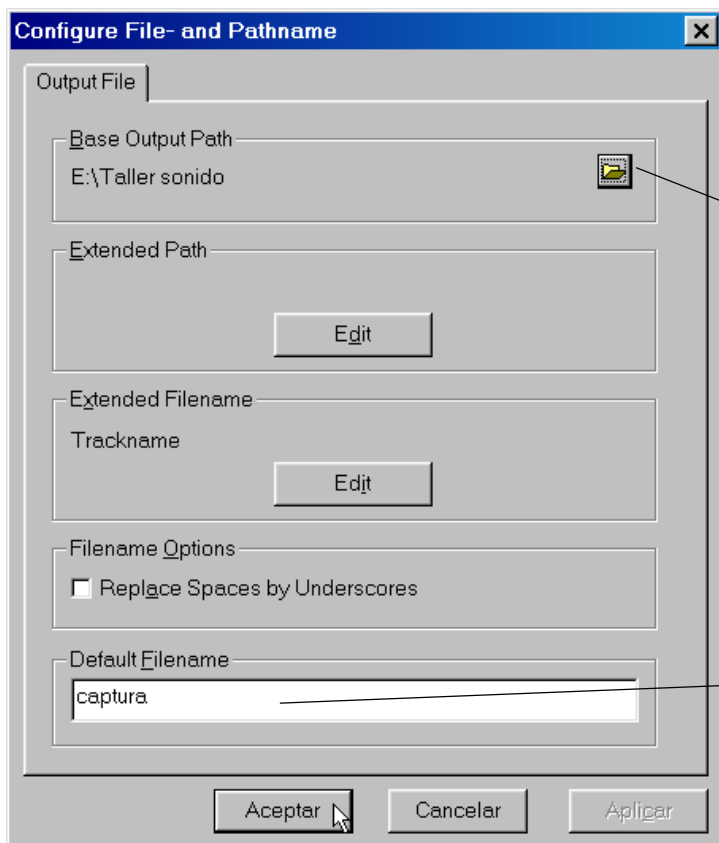 Configure File- and Pathname
Output File
Base Output Path
E:\Taller sonido
Extended Path
Edit
Extended Filename
Trackname
Edit
Filename Options
Replace Spaces by Underscores
Default Filename
captura
Aceptar Cancelar Aplicar